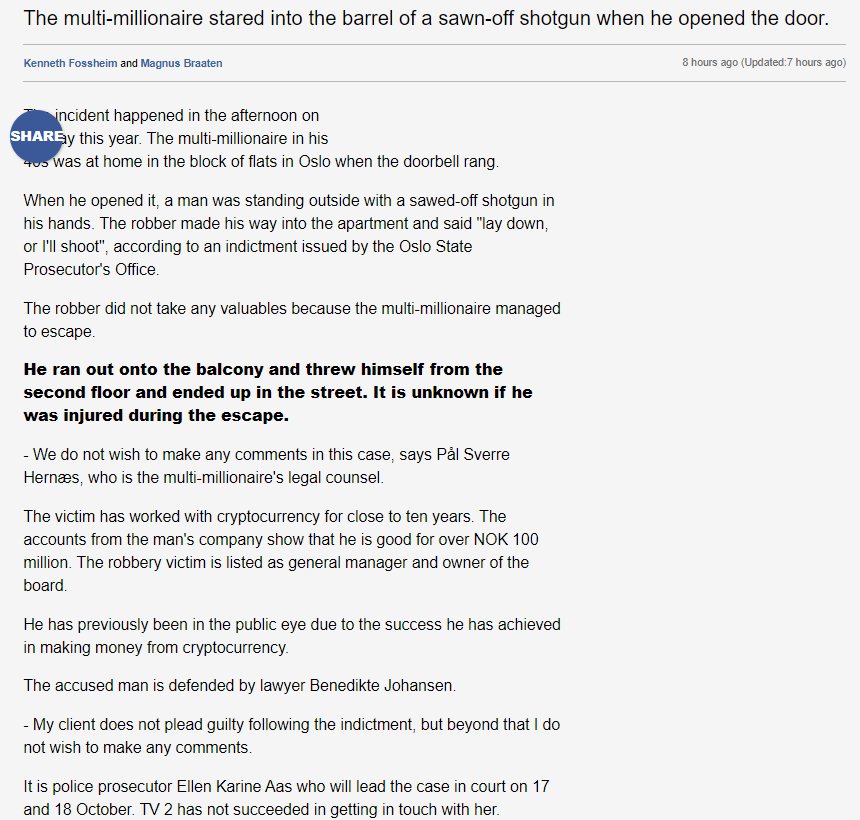 The multi-millionaire stared into the barrel of a sawn-off shotgun when he opened the door.
Kenneth Fossheim and Magnus Braaten
8 hours ago (Updated:7 hours ago)
incident happened in the afternoon on
SHARE
this year. The multi-millionaire in his
was at home in the block of flats in Oslo when the doorbell rang.
When he opened it, a man was standing outside with a sawed-off shotgun in
his hands. The robber made his way into the apartment and said "lay down,
or I'll shoot", according to an indictment issued by the Oslo State
Prosecutor's Office.
The robber did not take any valuables because the multi-millionaire managed
to escape.
He ran out onto the balcony and threw himself from the
second floor and ended up in the street. It is unknown if he
was injured during the escape.
- We do not wish to make any comments in this case, says Pål Sverre
Hernæs, who is the multi-millionaire's legal counsel.
The victim has worked with cryptocurrency for close to ten years. The
accounts from the man's company show that he is good for over NOK 100
million. The robbery victim is listed as general manager and owner of the
board.
He has previously been in the public eye due to the success he has achieved
in making money from cryptocurrency.
The accused man is defended by lawyer Benedikte Johansen.
- My client does not plead guilty following the indictment, but beyond that I do
not wish to make any comments.
It is police prosecutor Ellen Karine Aas who will lead the case in court on 17
and 18 October. TV 2 has not succeeded in getting in touch with her.